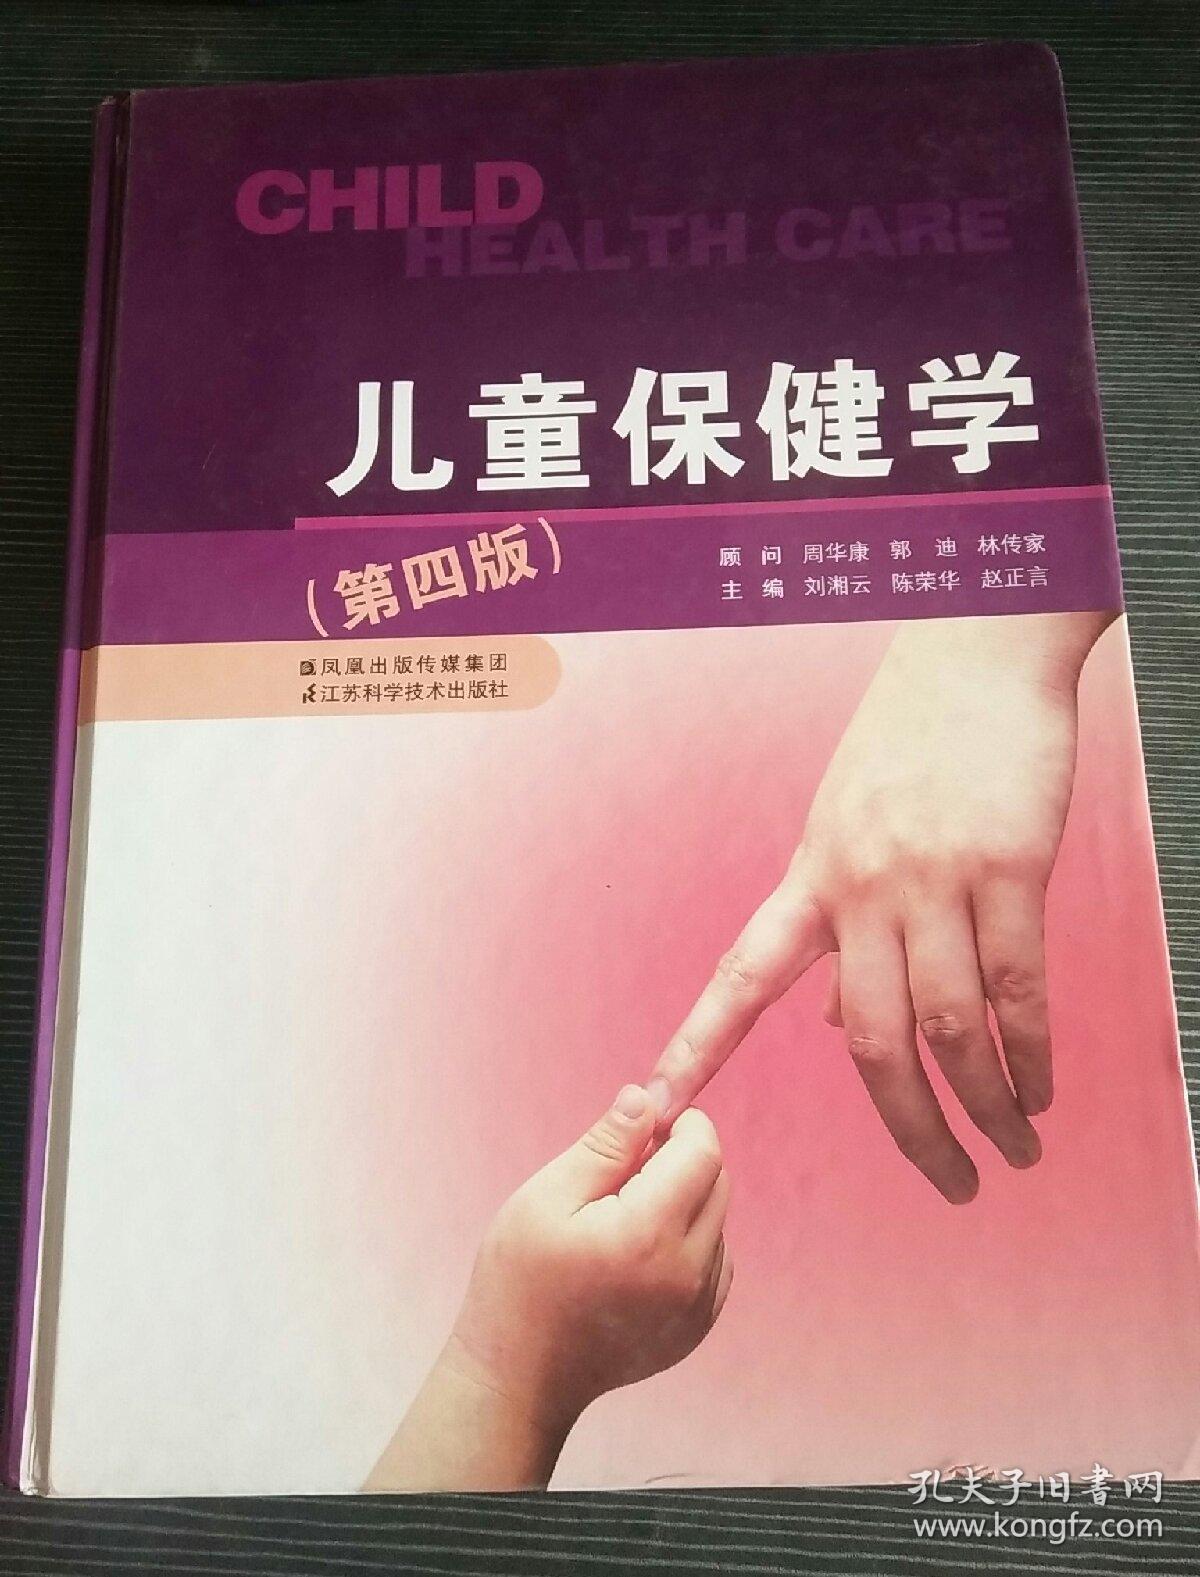 CHILD
HEALTH CARE
儿童保健学
（第四版）
顾 问 周华康 郭 迪 林传家
主 编 刘湘云 陈荣华 赵正言
凤凰出版传媒集团
江苏科学技术出版社
孔夫子旧書网
www.kongfz.com